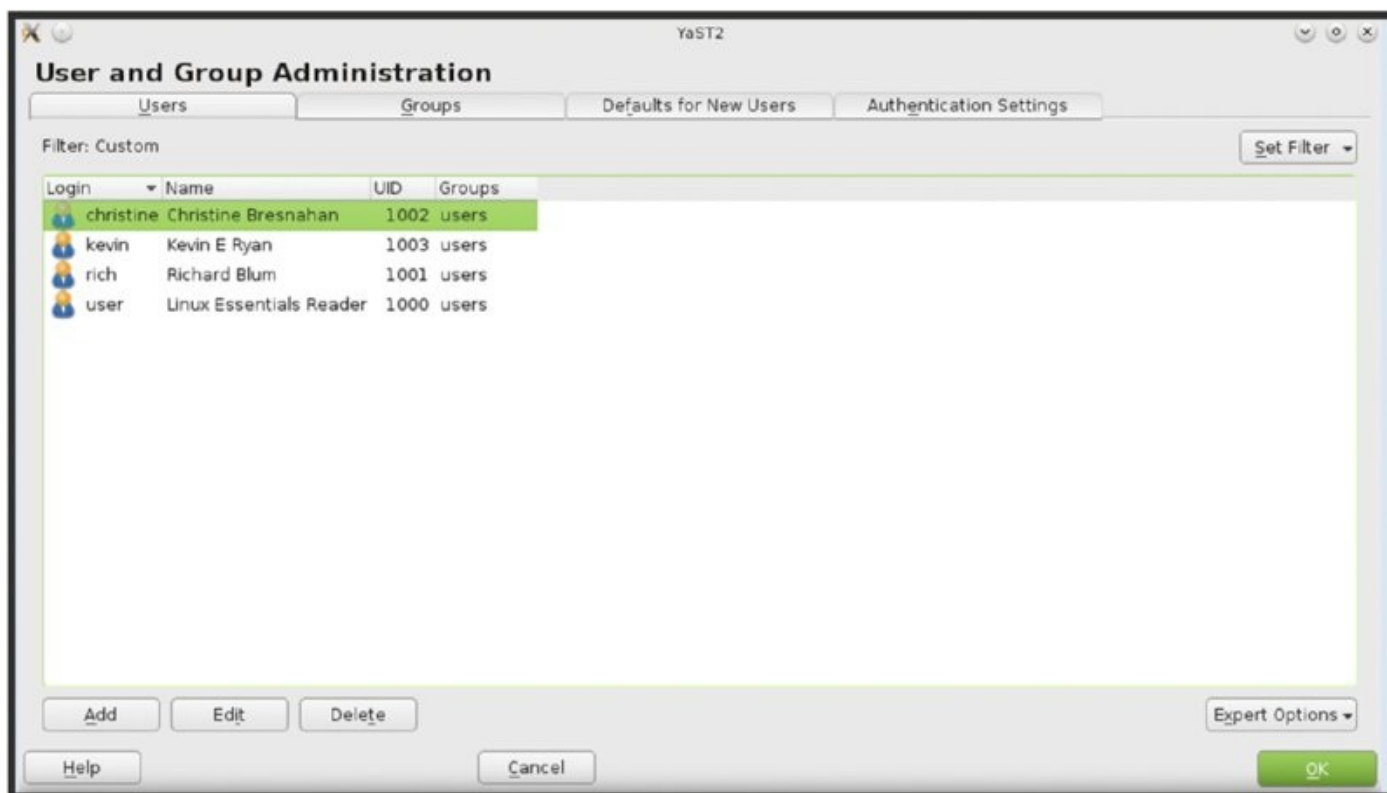 YaST2
User and Group Administration
Users Groups Defaults for New Users Authentication Settings
Filter: Custom Set Filter
Login Name UID Groups
christine Christine Bresnahan 1002 users
kevin Kevin E Ryan 1003 users
rich Richard Blum 1001 users
user Linux Essentials Reader 1000 users
Add Edit Delete Expert Options
Help Cancel OK